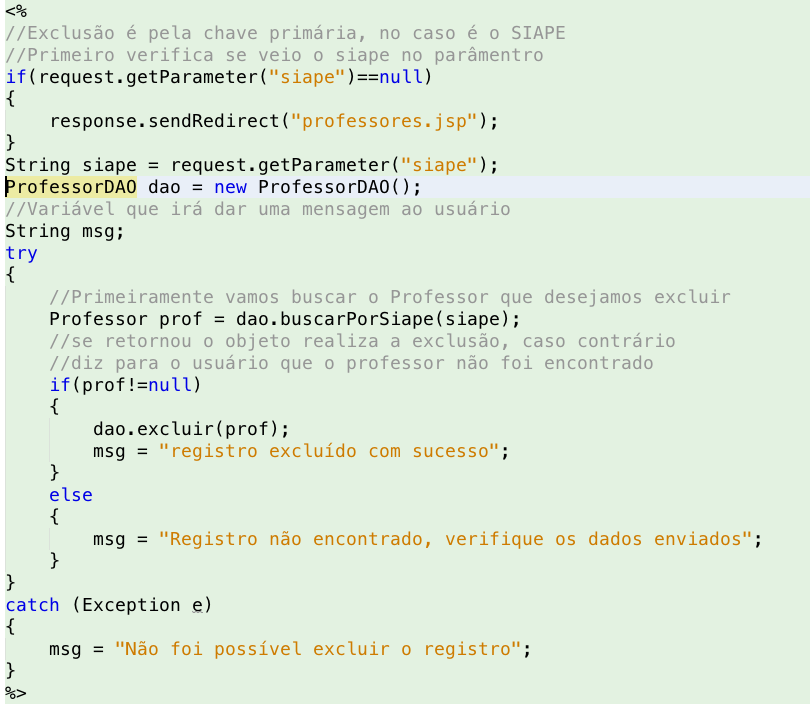 <%
//Exclusão é pela chave primária, no caso é o SIAPE
//Primeiro verifica se veio o siape no parâmentro
if(request.getParameter("siape")==null)
{
    response.sendRedirect("professores.jsp");
}
String siape = request.getParameter("siape");
ProfessorDAO dao = new ProfessorDAO();
//Variável que irá dar uma mensagem ao usuário
String msg;
try
{
    //Primeiramente vamos buscar o Professor que desejamos excluir
    Professor prof = dao.buscarPorSiape(siape);
    //se retornou o objeto realiza a exclusão, caso contrário
    //diz para o usuário que o professor não foi encontrado
    if(prof!=null)
    {
        dao.excluir(prof);
        msg = "registro excluído com sucesso";
    }
    else
    {
        msg = "Registro não encontrado, verifique os dados enviados";
    }
}
catch (Exception e)
{
    msg = "Não foi possível excluir o registro";
}
%>